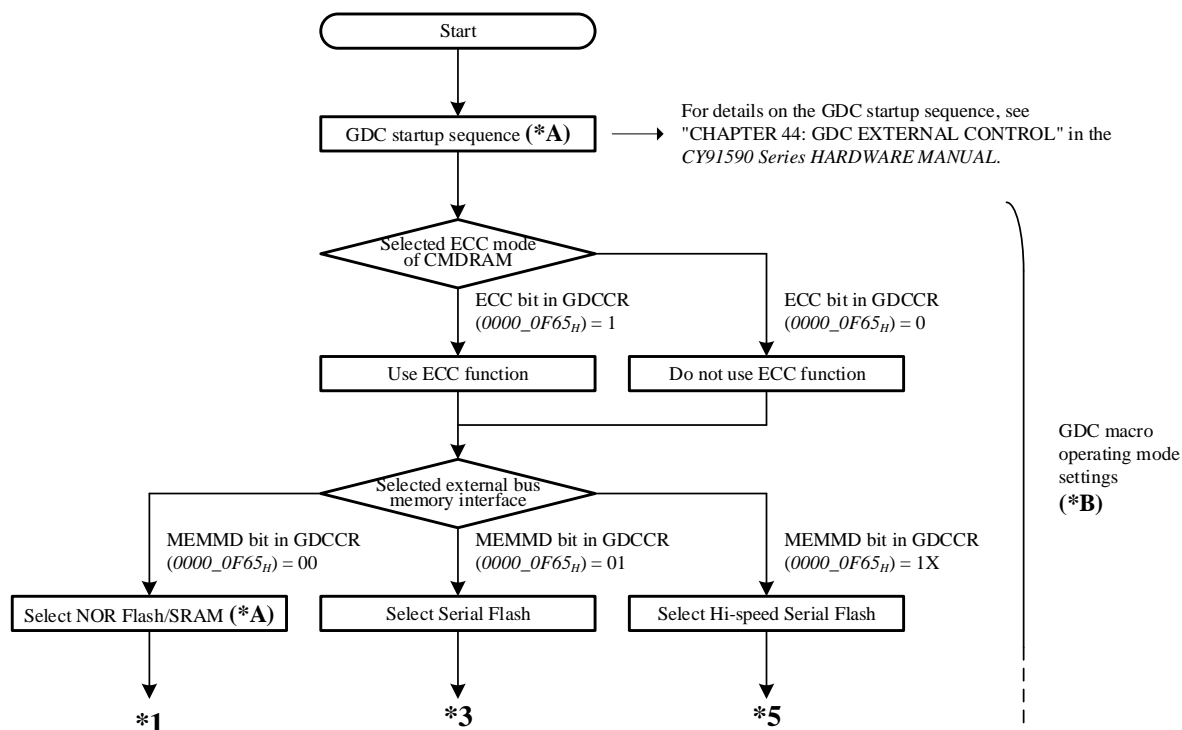 Start
GDC startup sequence (*A)
For details on the GDC startup sequence, see
"CHAPTER 44: GDC EXTERNAL CONTROL" in the
CY91590 Series HARDWARE MANUAL.
Selected ECC mode
of CMDRAM
ECC bit in GDCCR
(0000_0F65H) = 1
ECC bit in GDCCR
(0000_0F65H) = 0
Use ECC function
Do not use ECC function
GDC macro
operating mode
settings
(*B)
Selected external bus
memory interface
MEMMD bit in GDCCR
(0000_0F65H) = 00
MEMMD bit in GDCCR
(0000_0F65H) = 01
MEMMD bit in GDCCR
(0000_0F65H) = 1X
Select NOR Flash/SRAM (*A)
Select Serial Flash
Select Hi-speed Serial Flash
*1
*3
*5